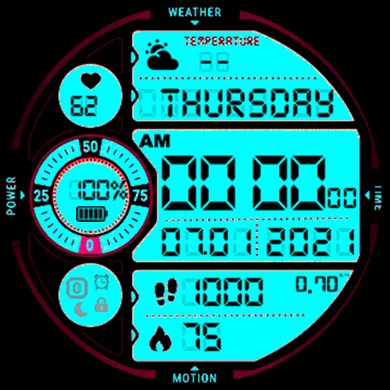 WEATHER
TEMPERATURE
--
62
THURSDAY
AM
00 00 00
50
25 100% 75
0
POWER
TIME
07.01 2021
1000
0.70
75
MOTION